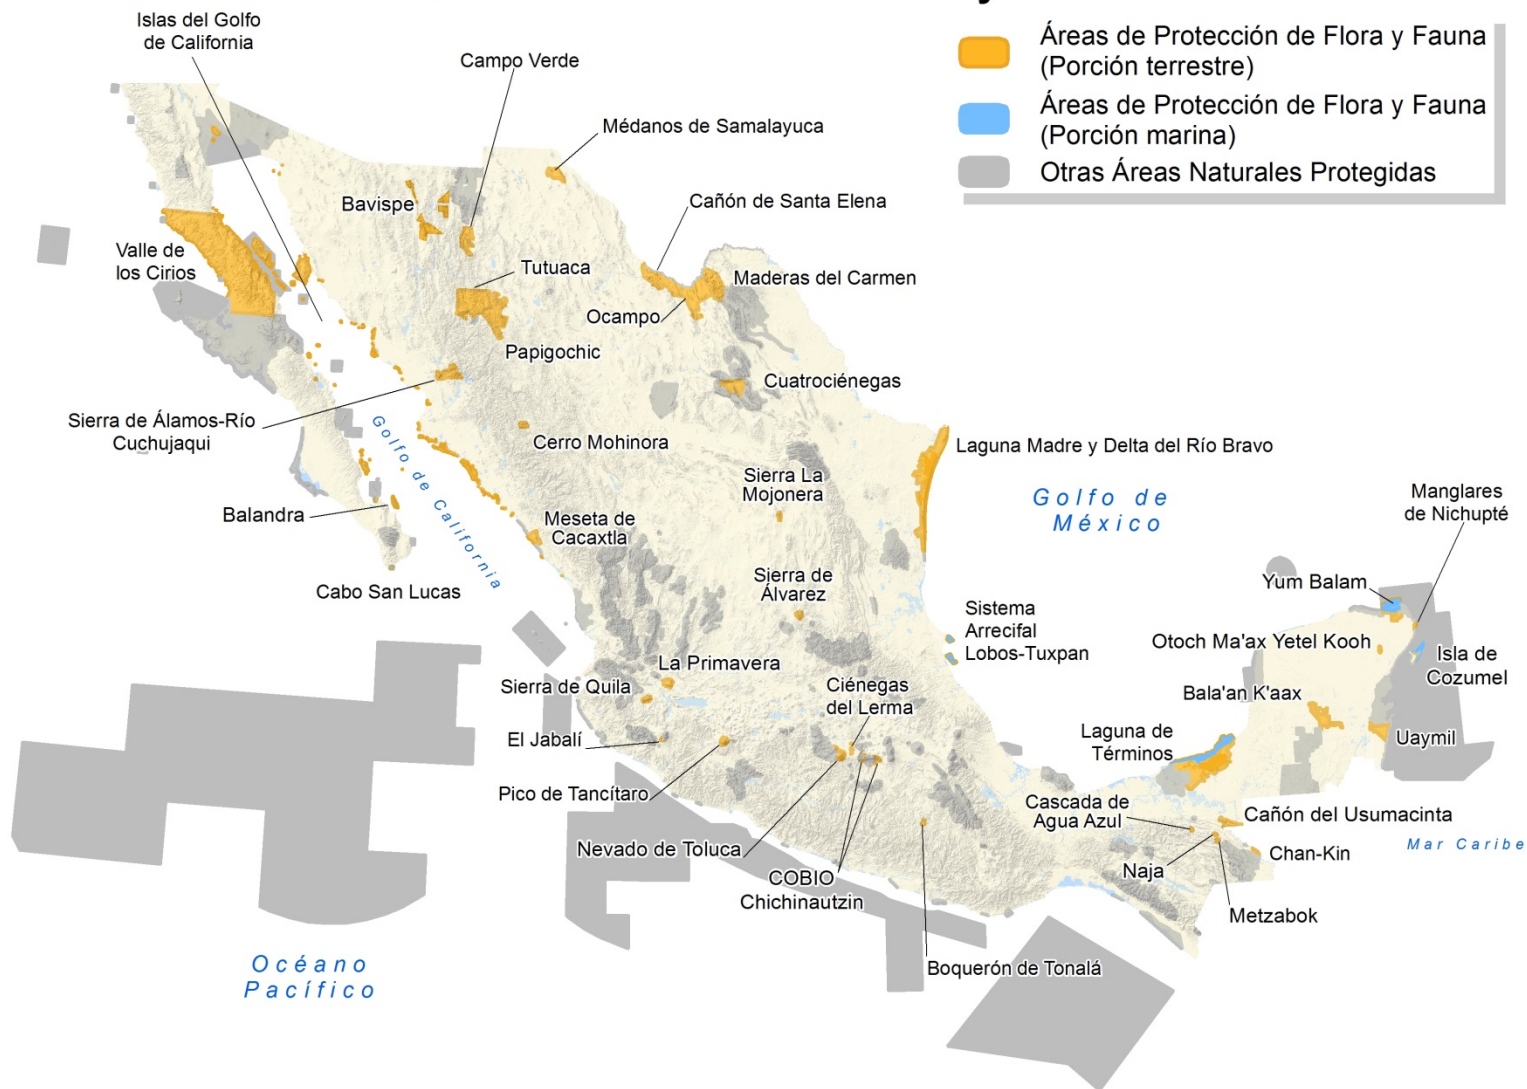 Áreas de Protección de Flora y Fauna
(Porción terrestre)
Áreas de Protección de Flora y Fauna
(Porción marina)
Otras Áreas Naturales Protegidas
Islas del Golfo
de California
Campo Verde
Médanos de Samalayuca
Bavispe
Cañón de Santa Elena
Valle de
los Cirios
Tutuaca
Maderas del Carmen
Ocampo
Papigochic
Cuatrociénegas
Sierra de Álamos-Río
Cuchujaqui
Golfo de California
Cerro Mohinora
Laguna Madre y Delta del Río Bravo
Sierra La
Mojonera
Golfo de
México
Manglares
de Nichupté
Balandra
Meseta de
Cacaxtla
Cabo San Lucas
Sierra de
Álvarez
Yum Balam
Sistema
Arrecifal
Lobos-Tuxpan
Otoch Ma'ax Yetel Kooh
Isla de
Cozumel
La Primavera
Sierra de Quila
Ciénegas
del Lerma
Bala'an K'aax
El Jabalí
Laguna de
Términos
Uaymil
Pico de Tancítaro
Cascada de
Agua Azul
Cañón del Usumacinta
Mar Caribe
Nevado de Toluca
Chan-Kin
Naja
COBIO
Chichinautzin
Metzabok
Boquerón de Tonalá
Océano
Pacífico